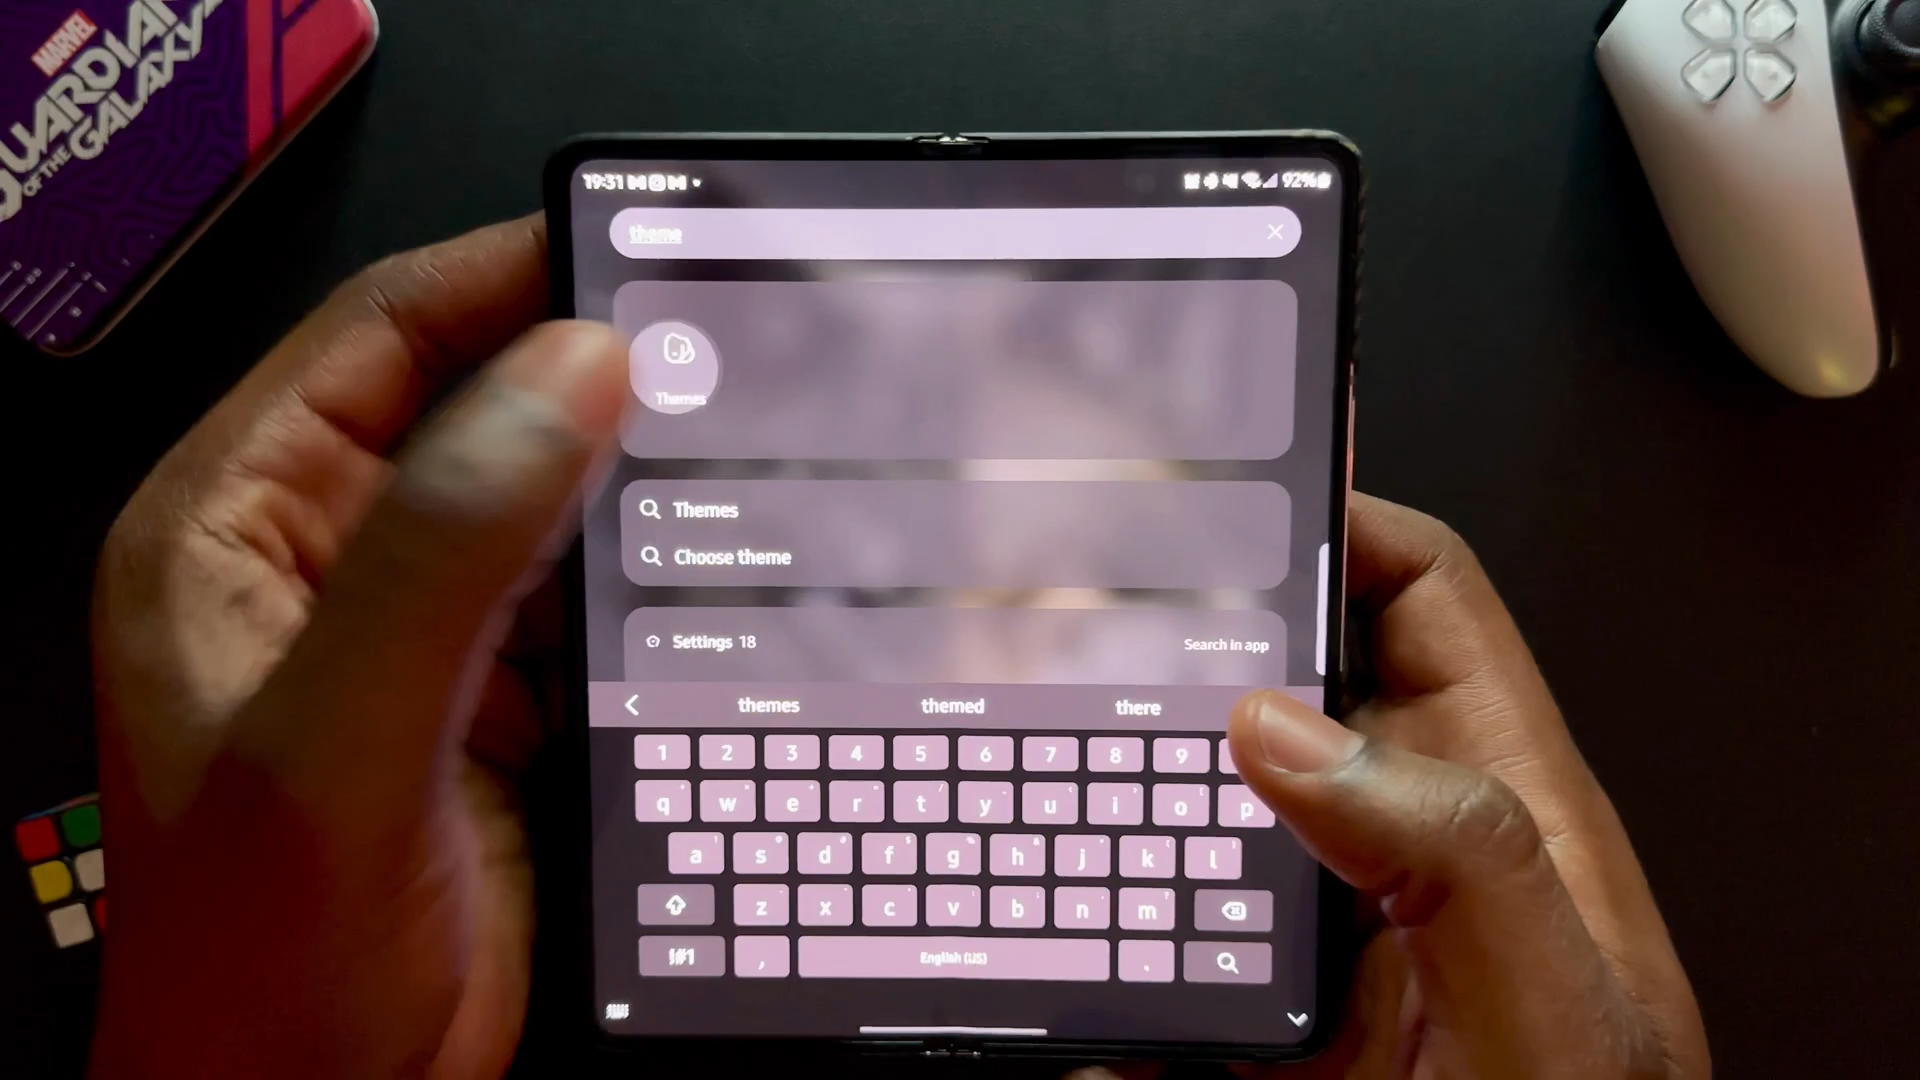 MARVEL
GUARDIA
OF THE GALAXY
19:31
92%
theme
Themes
Themes
Choose theme
Settings 18
Search in app
themes themed there
1 2 3 4 5 6 7 8 9
q w e r t y u i o p
a s d f g h j k l
z x c v b n m
!#1 , English (US) .